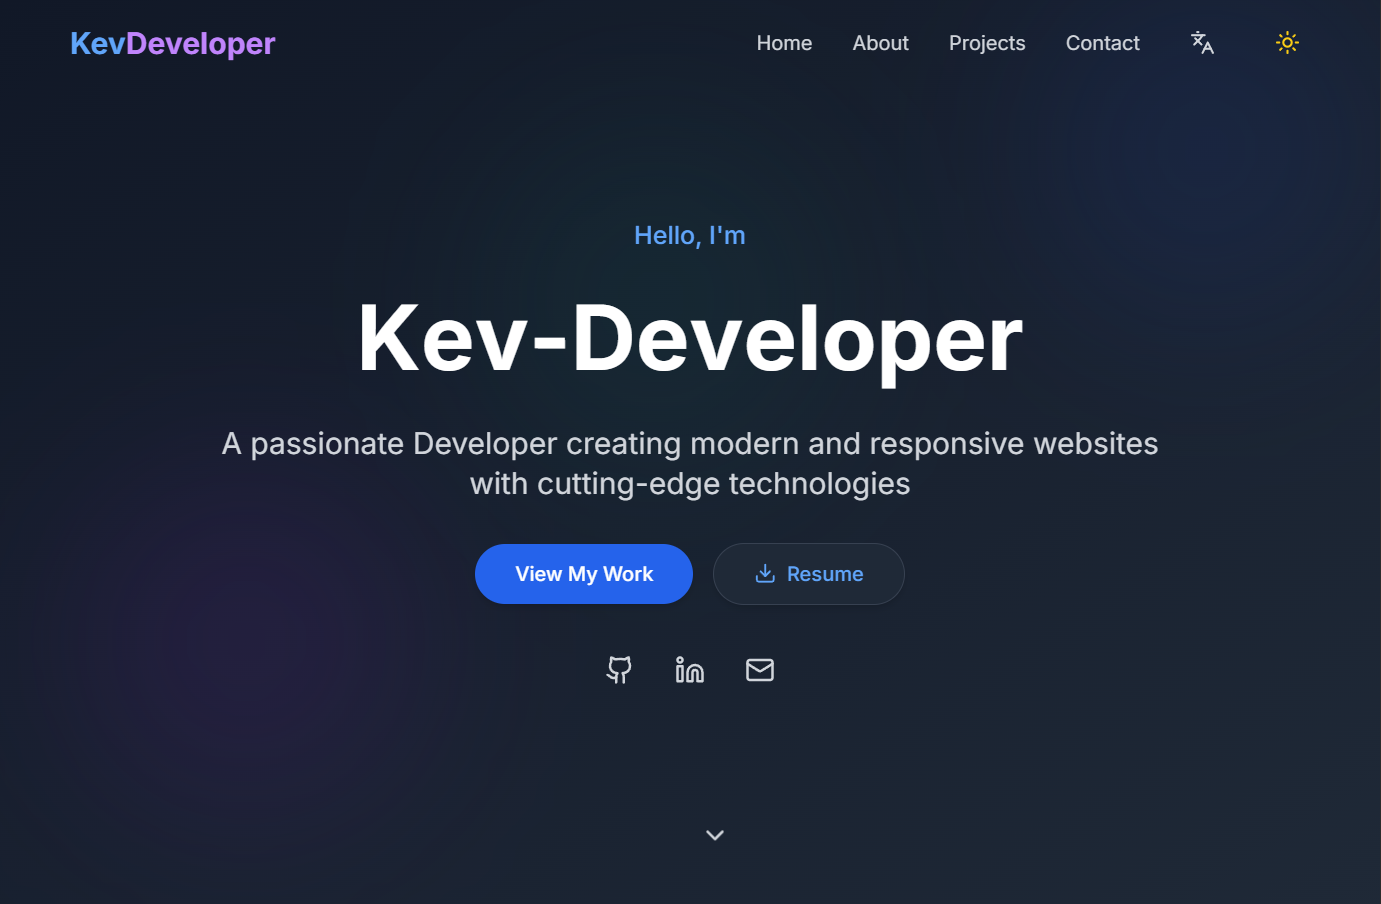 KevDeveloper
Home
About
Projects
Contact
Hello, I'm
Kev-Developer
A passionate Developer creating modern and responsive websites
with cutting-edge technologies
View My Work
Resume